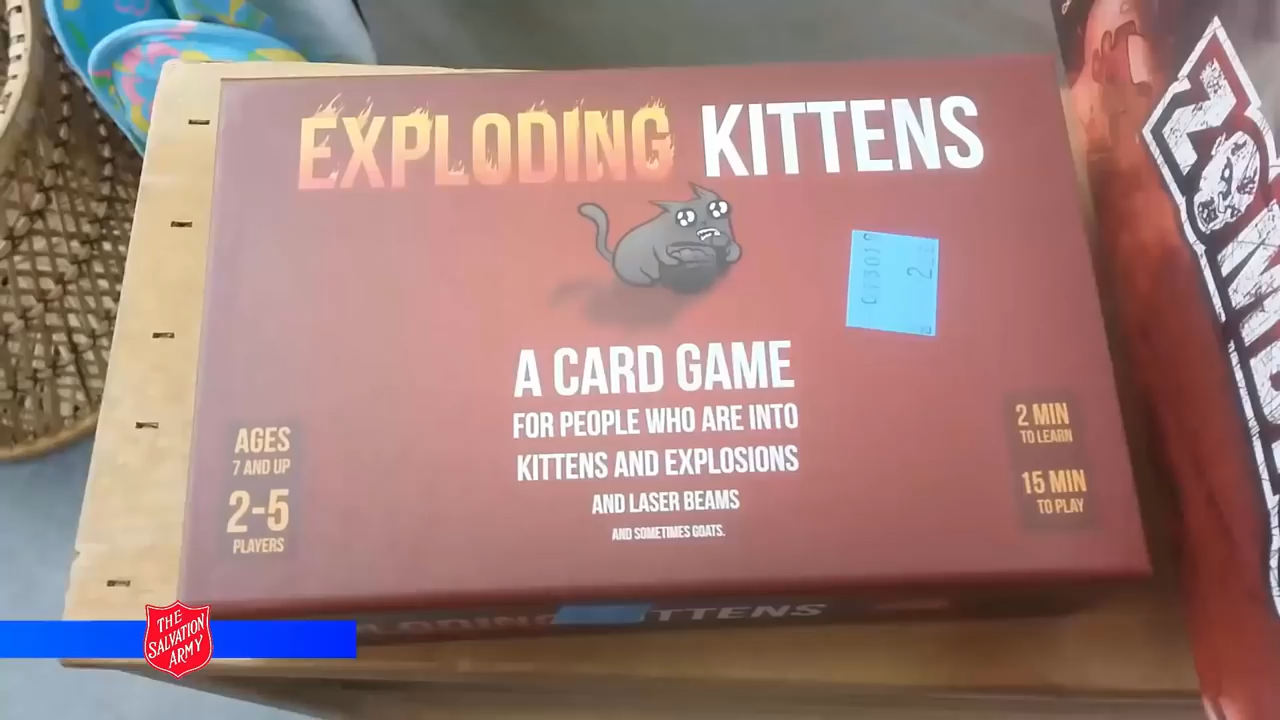 EXPLODING KITTENS
A CARD GAME
FOR PEOPLE WHO ARE INTO
KITTENS AND EXPLOSIONS
AND LASER BEAMS
AND SOMETIMES GOATS.
AGES
7 AND UP
2-5
PLAYERS
2 MIN
TO LEARN
15 MIN
TO PLAY
THE
SALVATION
ARMY